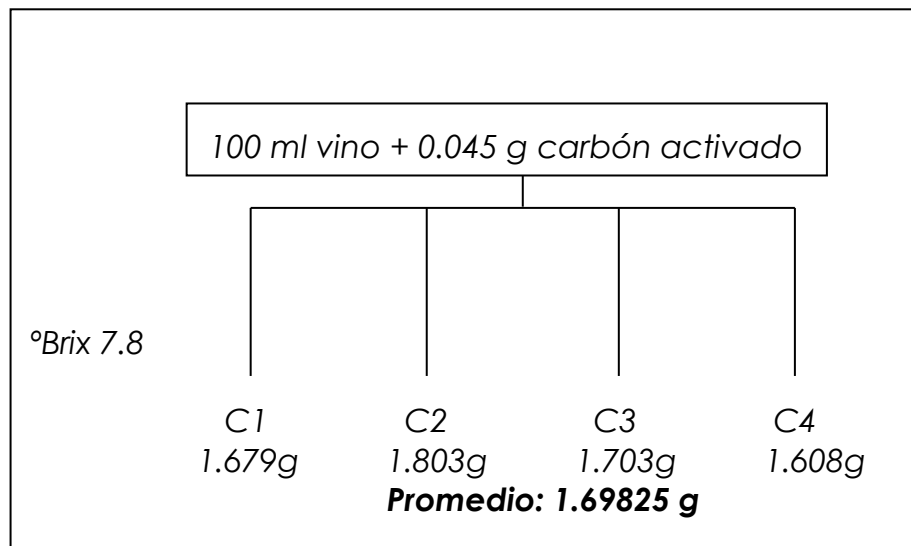 100 ml vino + 0.045 g carbón activado
ºBrix 7.8
C1 C2 C3 C4
1.679g 1.803g 1.703g 1.608g
Promedio: 1.69825 g